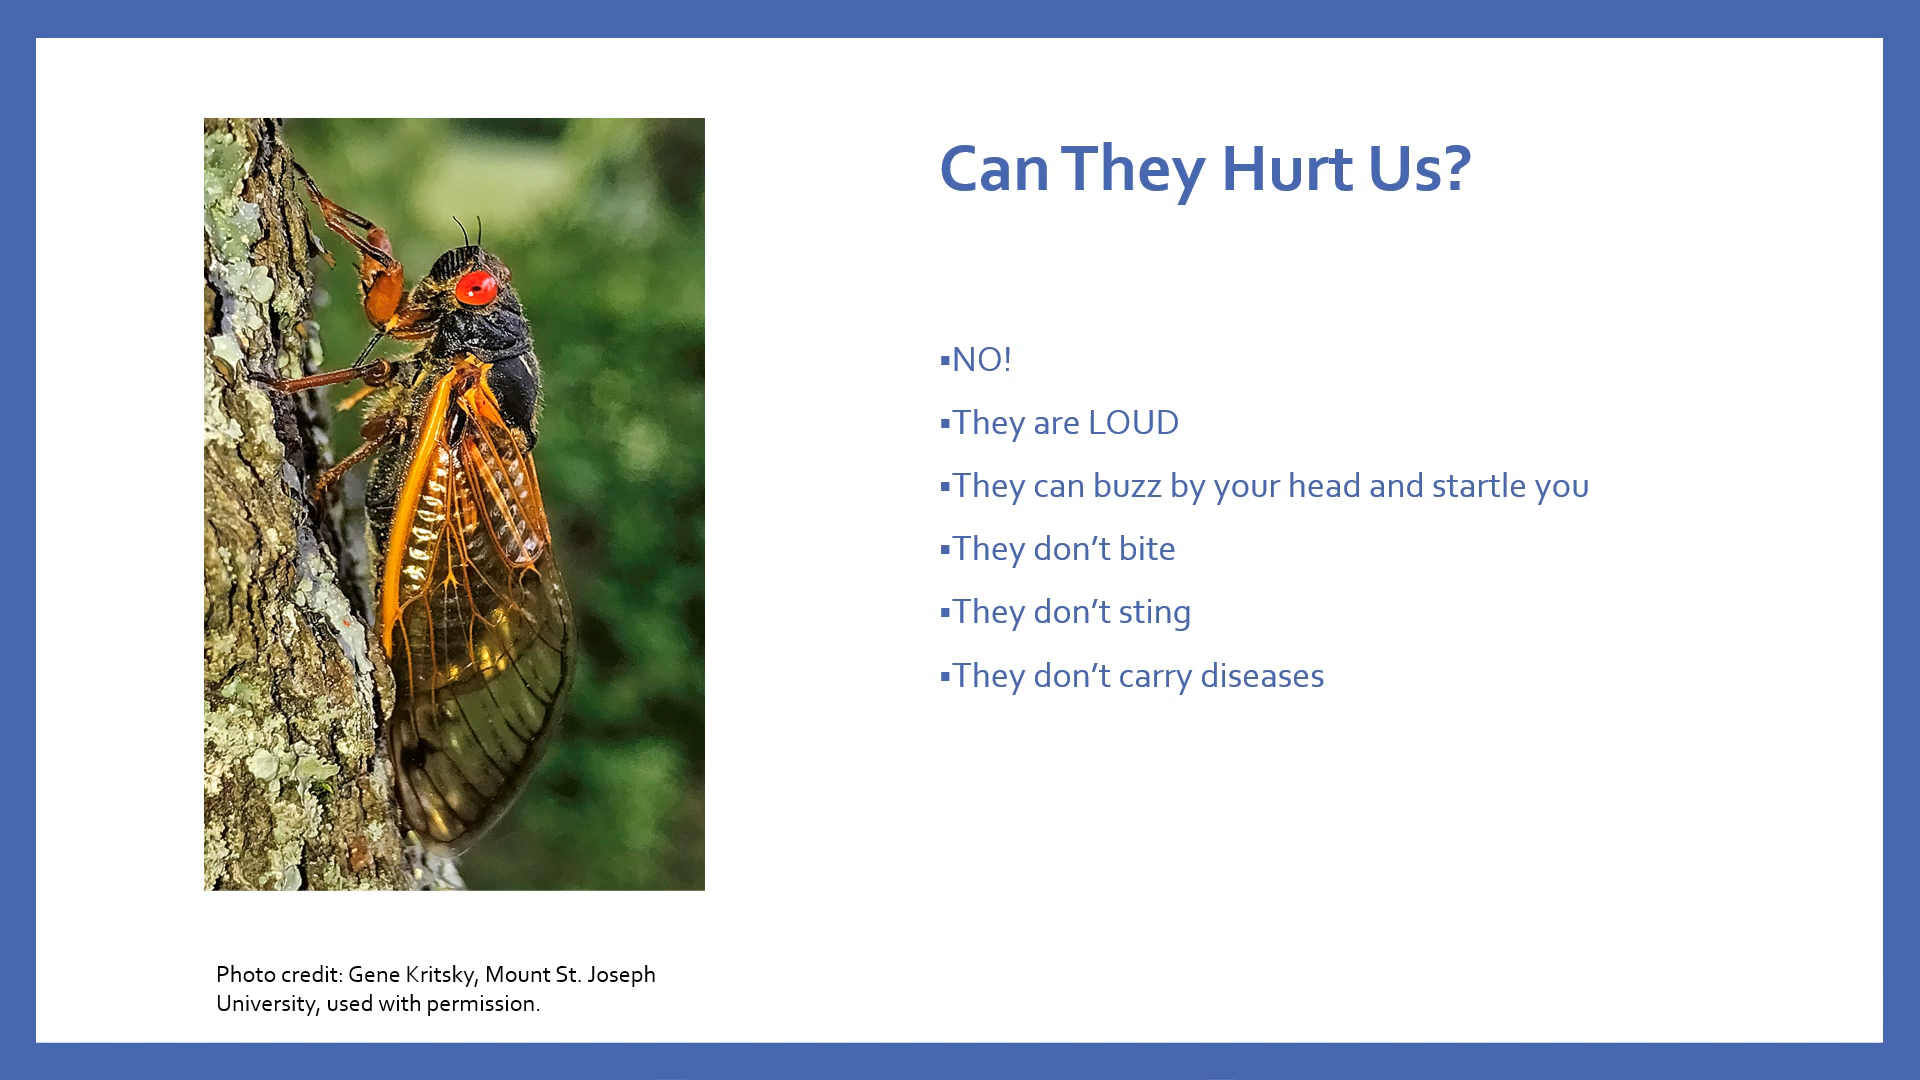 Can They Hurt Us?
▪NO!
▪They are LOUD
▪They can buzz by your head and startle you
▪They don’t bite
▪They don’t sting
▪They don’t carry diseases
Photo credit: Gene Kritsky, Mount St. Joseph
University, used with permission.